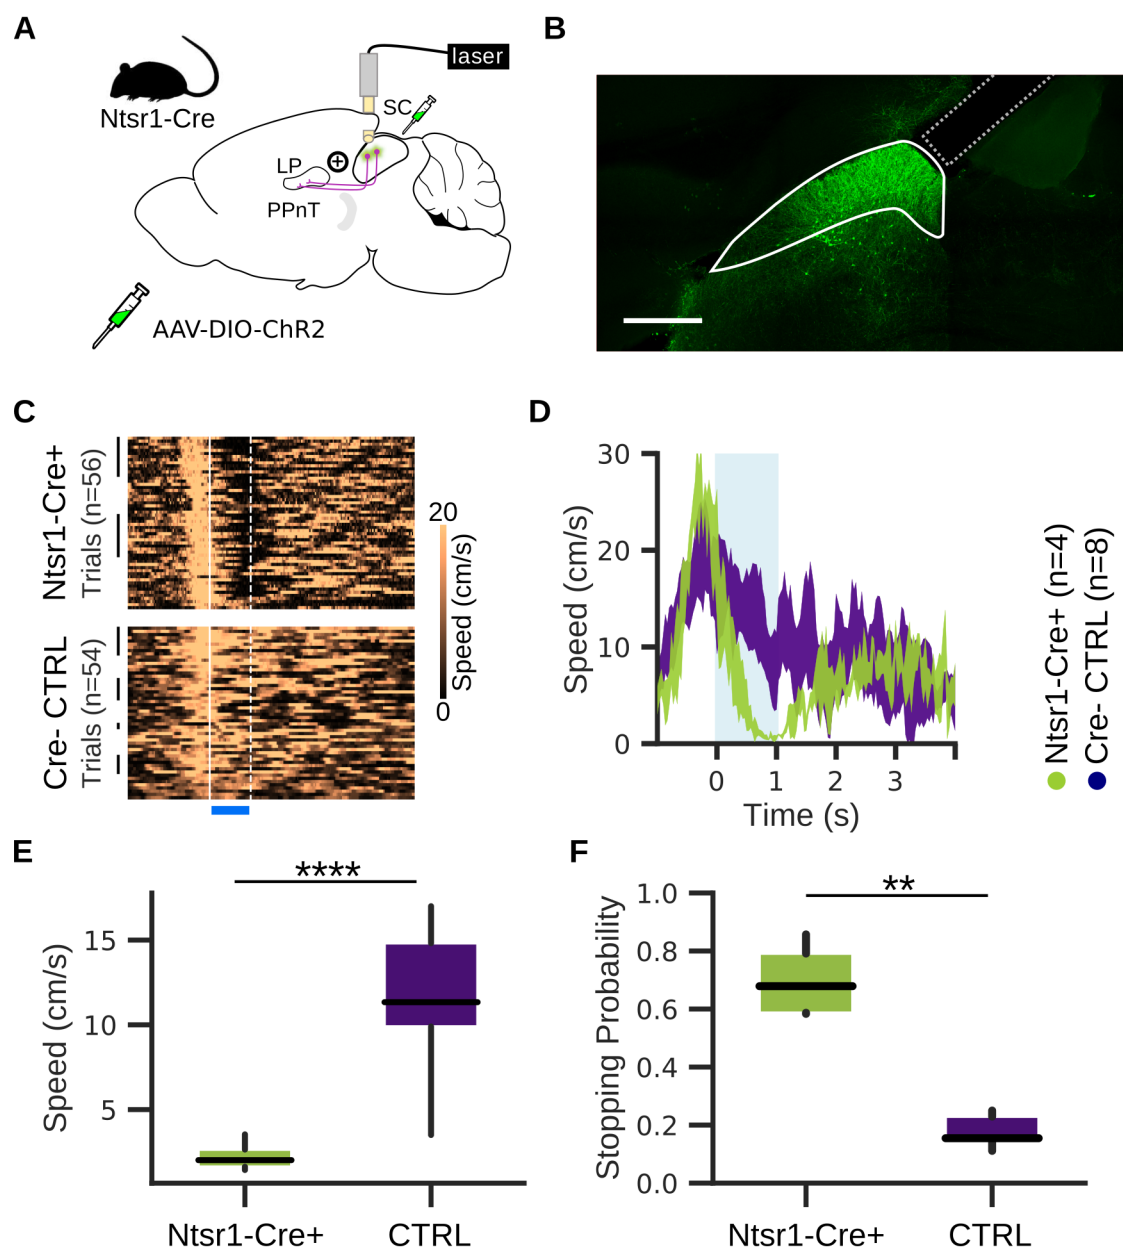 A
laser
SC
Ntsr1-Cre
LP
PPnT
AAV-DIO-ChR2
B
C
Ntsr1-Cre+
Trials (n=56)
Cre- CTRL
Trials (n=54)
20
Speed (cm/s)
0
D
30
20
10
0
Speed (cm/s)
0 1 2 3
Time (s)
Ntsr1-Cre+ (n=4)
Cre- CTRL (n=8)
E
****
15
10
5
Speed (cm/s)
Ntsr1-Cre+ CTRL
F
**
1.0
0.8
0.6
0.4
0.2
0.0
Stopping Probability
Ntsr1-Cre+ CTRL